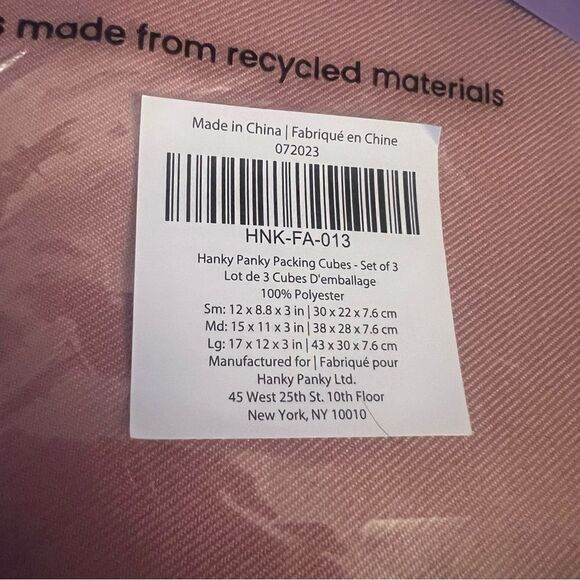 made from recycled materials
Made in China | Fabriqué en Chine
072023
HNK-FA-013
Hanky Panky Packing Cubes - Set of 3
Lot de 3 Cubes D'emballage
100% Polyester
Sm: 12 x 8.8 x 3 in | 30 x 22 x 7.6 cm
Md: 15 x 11 x 3 in | 38 x 28 x 7.6 cm
Lg: 17 x 12 x 3 in | 43 x 30 x 7.6 cm
Manufactured for | Fabriqué pour
Hanky Panky Ltd.
45 West 25th St. 10th Floor
New York, NY 10010